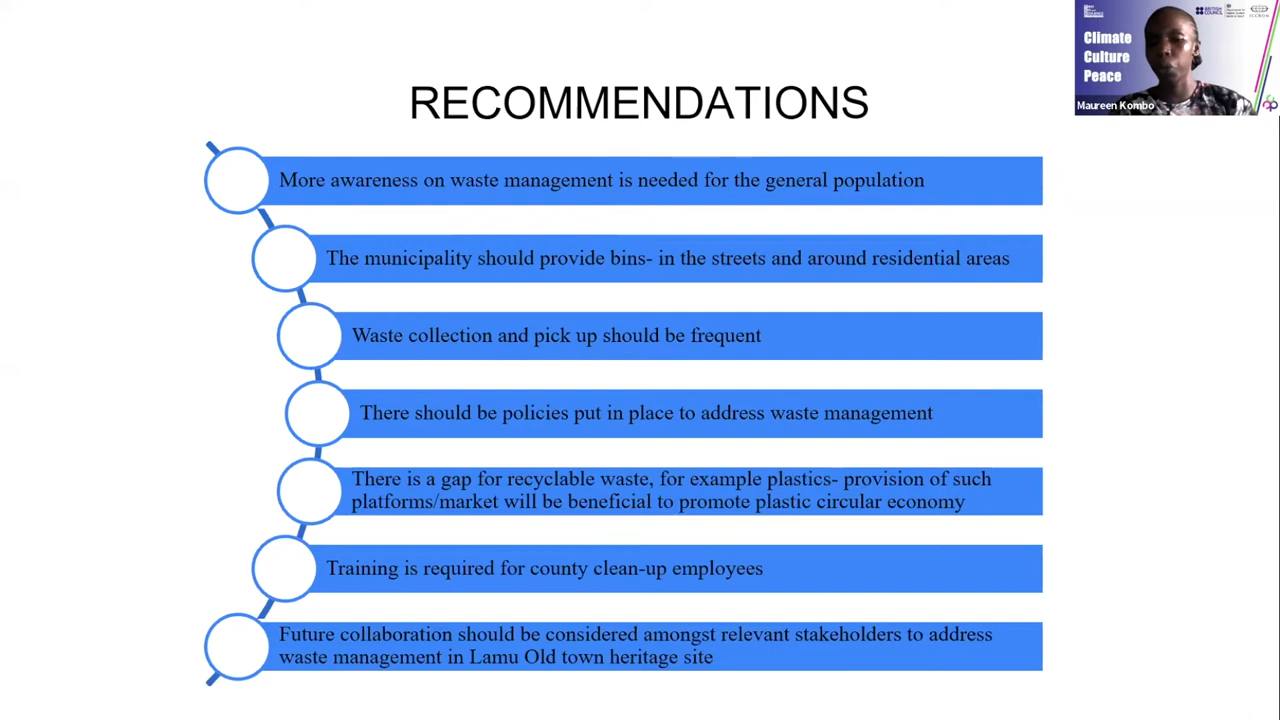 RECOMMENDATIONS
More awareness on waste management is needed for the general population
The municipality should provide bins- in the streets and around residential areas
Waste collection and pick up should be frequent
There should be policies put in place to address waste management
There is a gap for recyclable waste, for example plastics- provision of such
platforms/market will be beneficial to promote plastic circular economy
Training is required for county clean-up employees
Future collaboration should be considered amongst relevant stakeholders to address
waste management in Lamu Old town heritage site
BRITISH
COUNCIL
ICCROM
Climate
Culture
Peace
Maureen Kombo